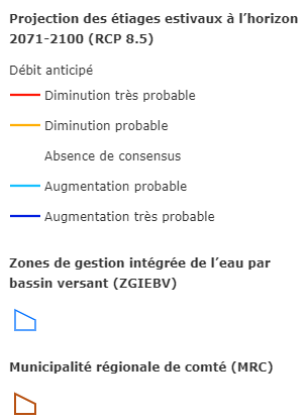 Projection des étiages estivaux à l’horizon
2071-2100 (RCP 8.5)
Débit anticipé
Diminution très probable
Diminution probable
Absence de consensus
Augmentation probable
Augmentation très probable
Zones de gestion intégrée de l’eau par
bassin versant (ZGIEBV)
Municipalité régionale de comté (MRC)